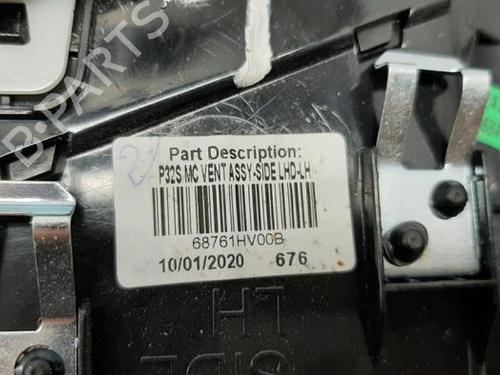 B-PARTS
Part Description:
P32S MC VENT ASSY-SIDE LHD-LH
68761HV00B
10/01/2020 676
LH
SIDE